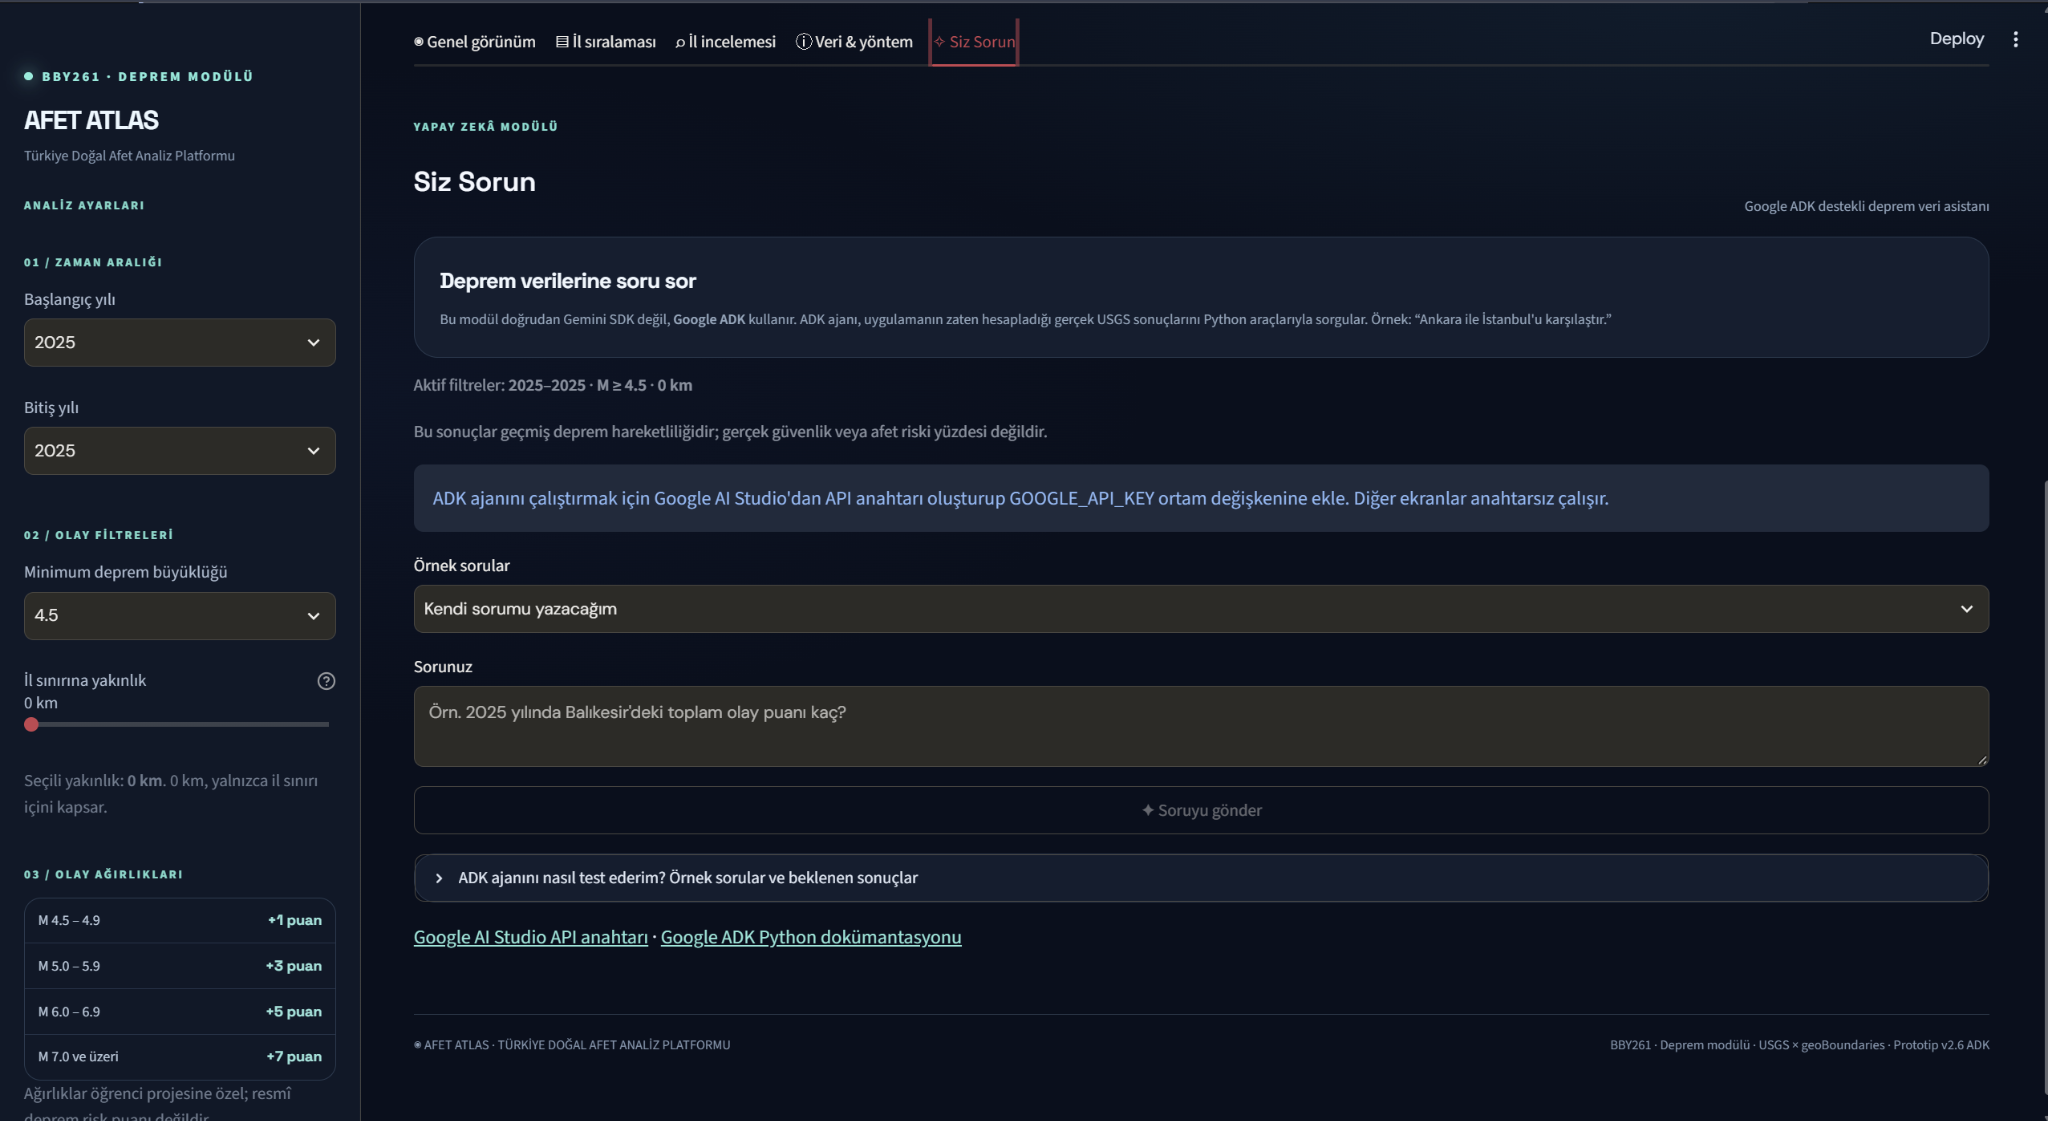 BBY261 · DEPREM MODÜLÜ
AFET ATLAS
Türkiye Doğal Afet Analiz Platformu
ANALİZ AYARLARI
01 / ZAMAN ARALIĞI
Başlangıç yılı
2025
Bitiş yılı
2025
02 / OLAY FİLTRELERİ
Minimum deprem büyüklüğü
4.5
İl sınırına yakınlık
0 km
Seçili yakınlık: 0 km. 0 km, yalnızca il sınırı
içini kapsar.
03 / OLAY AĞIRLIKLARI
M 4.5 – 4.9 +1 puan
M 5.0 – 5.9 +3 puan
M 6.0 – 6.9 +5 puan
M 7.0 ve üzeri +7 puan
Ağırlıklar öğrenci projesine özel; resmî
deprem risk puanı değildir.
Genel görünüm İl sıralaması İl incelemesi Veri & yöntem Siz Sorun
Deploy
YAPAY ZEKÂ MODÜLÜ
Siz Sorun
Google ADK destekli deprem veri asistanı
Deprem verilerine soru sor
Bu modül doğrudan Gemini SDK değil, Google ADK kullanır. ADK ajanı, uygulamanın zaten hesapladığı gerçek USGS sonuçlarını Python araçlarıyla sorgular. Örnek: “Ankara ile İstanbul'u karşılaştır.”
Aktif filtreler: 2025–2025 · M ≥ 4.5 · 0 km
Bu sonuçlar geçmiş deprem hareketliliğidir; gerçek güvenlik veya afet riski yüzdesi değildir.
ADK ajanını çalıştırmak için Google AI Studio'dan API anahtarı oluşturup GOOGLE_API_KEY ortam değişkenine ekle. Diğer ekranlar anahtarsız çalışır.
Örnek sorular
Kendi sorumu yazacağım
Sorunuz
Örn. 2025 yılında Balıkesir'deki toplam olay puanı kaç?
✦ Soruyu gönder
ADK ajanını nasıl test ederim? Örnek sorular ve beklenen sonuçlar
Google AI Studio API anahtarı · Google ADK Python dokümantasyonu
AFET ATLAS · TÜRKİYE DOĞAL AFET ANALİZ PLATFORMU
BBY261 · Deprem modülü · USGS × geoBoundaries · Prototip v2.6 ADK